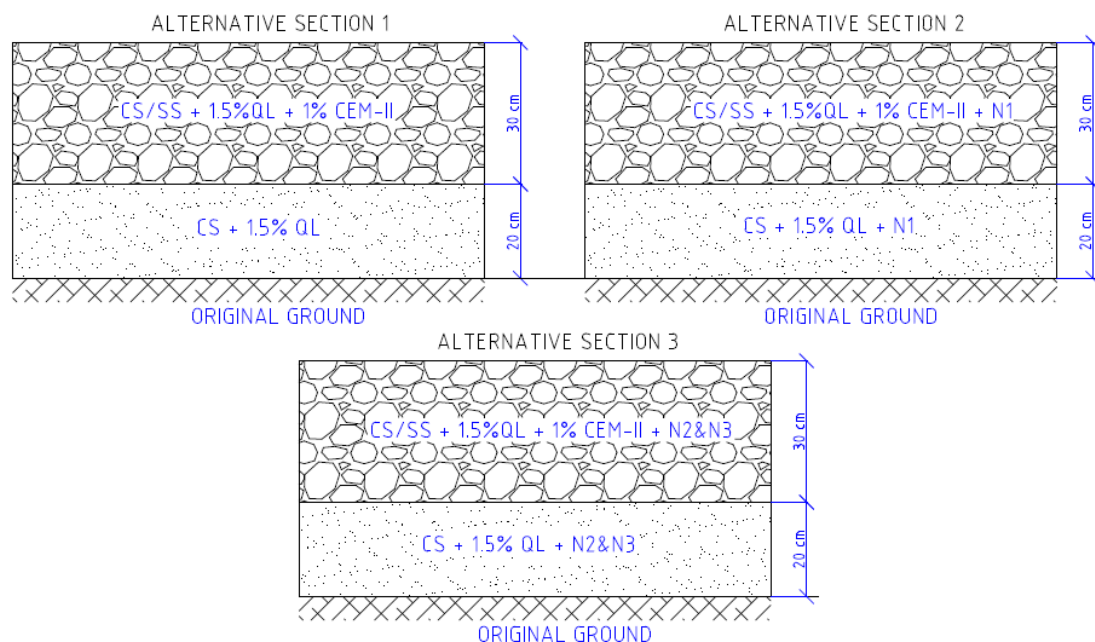 ALTERNATIVE SECTION 1
CS/SS + 1.5%QL + 1% CEM-II
30 cm
CS + 1.5% QL
20 cm
ORIGINAL GROUND
ALTERNATIVE SECTION 2
CS/SS + 1.5%QL + 1% CEM-II + N1
30 cm
CS + 1.5% QL + N1
20 cm
ORIGINAL GROUND
ALTERNATIVE SECTION 3
CS/SS + 1.5%QL + 1% CEM-II + N2&N3
30 cm
CS + 1.5% QL + N2&N3
20 cm
ORIGINAL GROUND